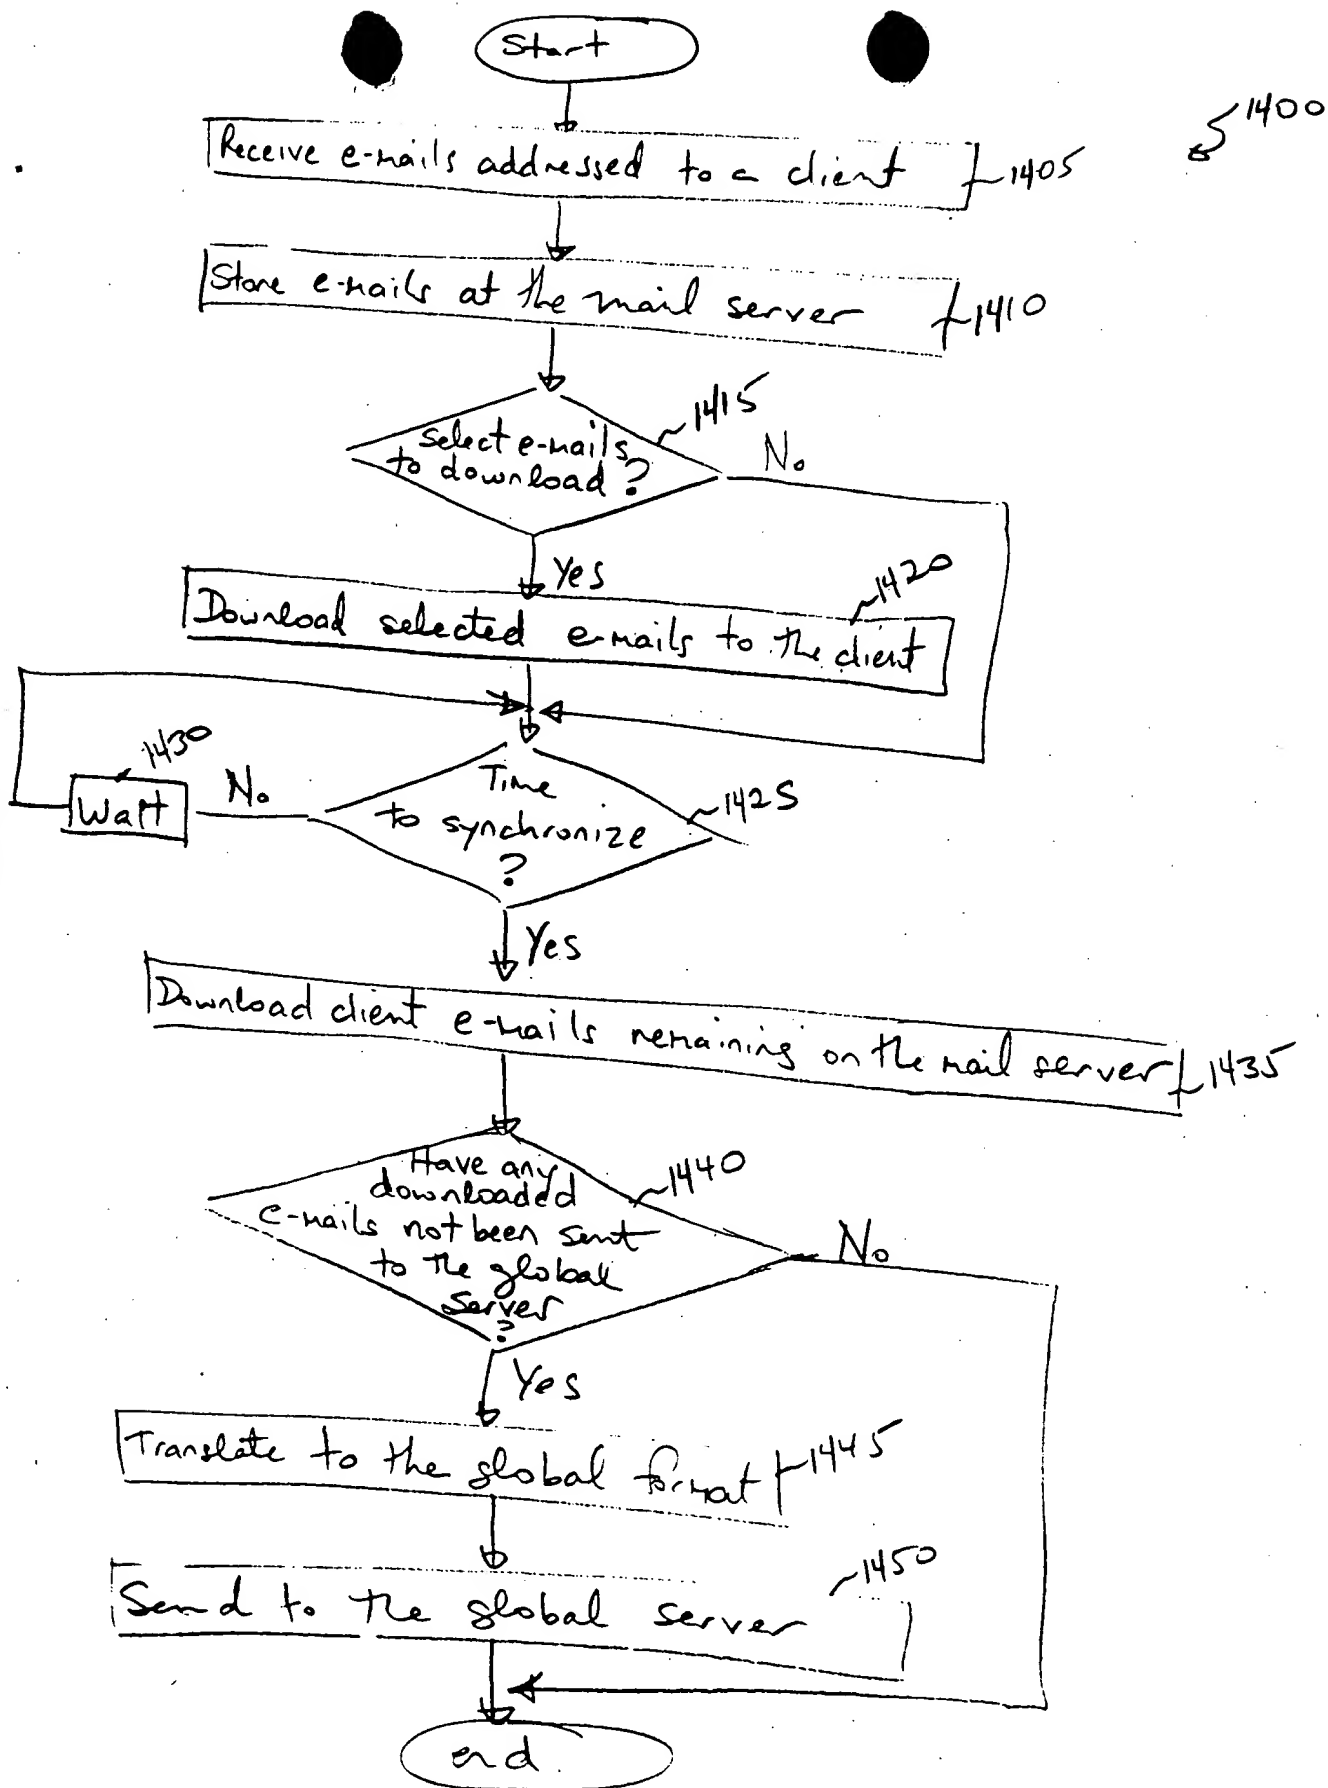 Start
1400
Receive e-mails addressed to a client
1405
Store e-mails at the mail server
1410
1415
Select e-mails
to download?
No
Yes
1420
Download selected e-mails to the client
1430
Wait
No
Time
to synchronize
?
1425
Yes
Download client e-mails remaining on the mail server
1435
Have any
downloaded
e-mails not been sent
to the global
Server
?
1440
No
Yes
Translate to the global format
1445
1450
Send to the global server
end